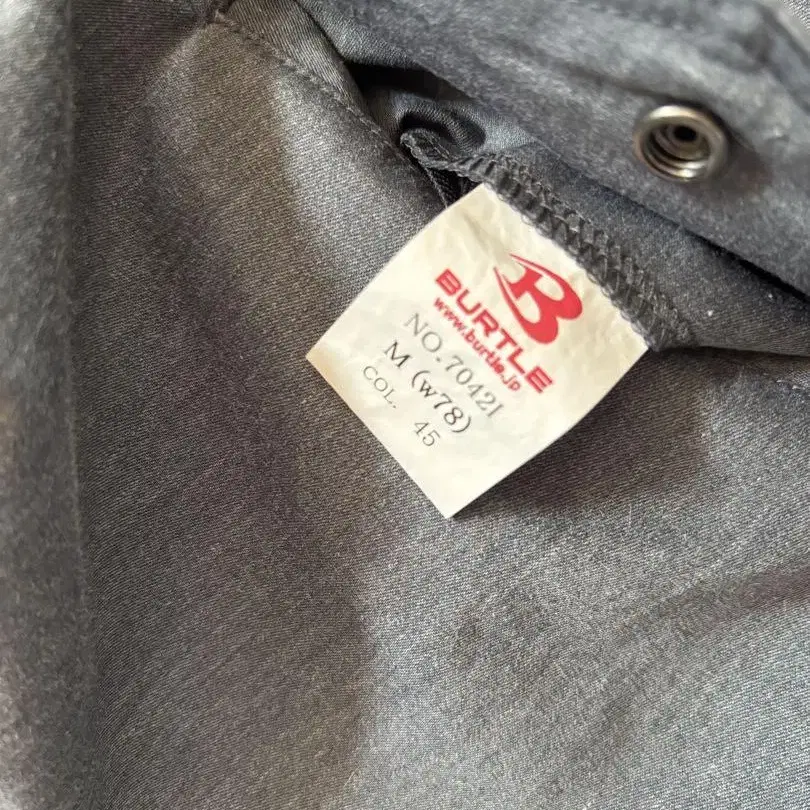 B
BURTLE
www.burtle.jp
NO.70421
M (w78)
COL. 45